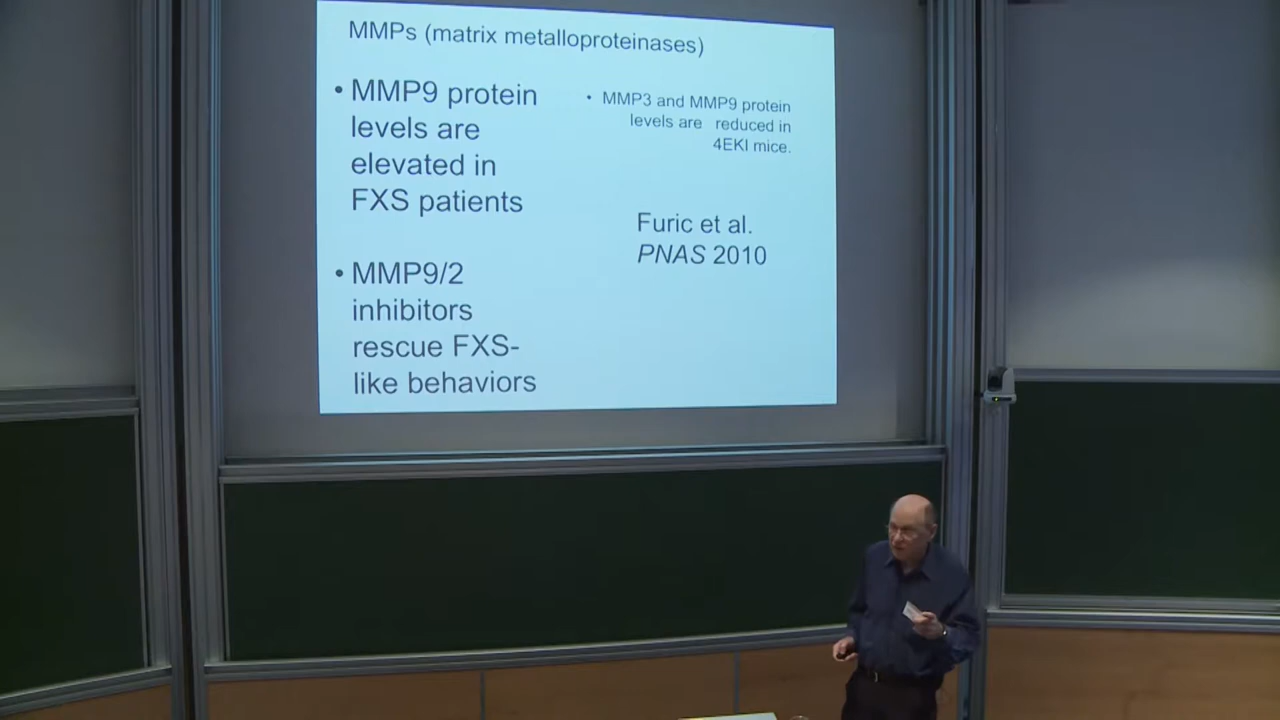 MMPs (matrix metalloproteinases)
• MMP9 protein
levels are
elevated in
FXS patients
• MMP9/2
inhibitors
rescue FXS-
like behaviors
• MMP3 and MMP9 protein
levels are reduced in
4EKI mice.
Furic et al.
PNAS 2010